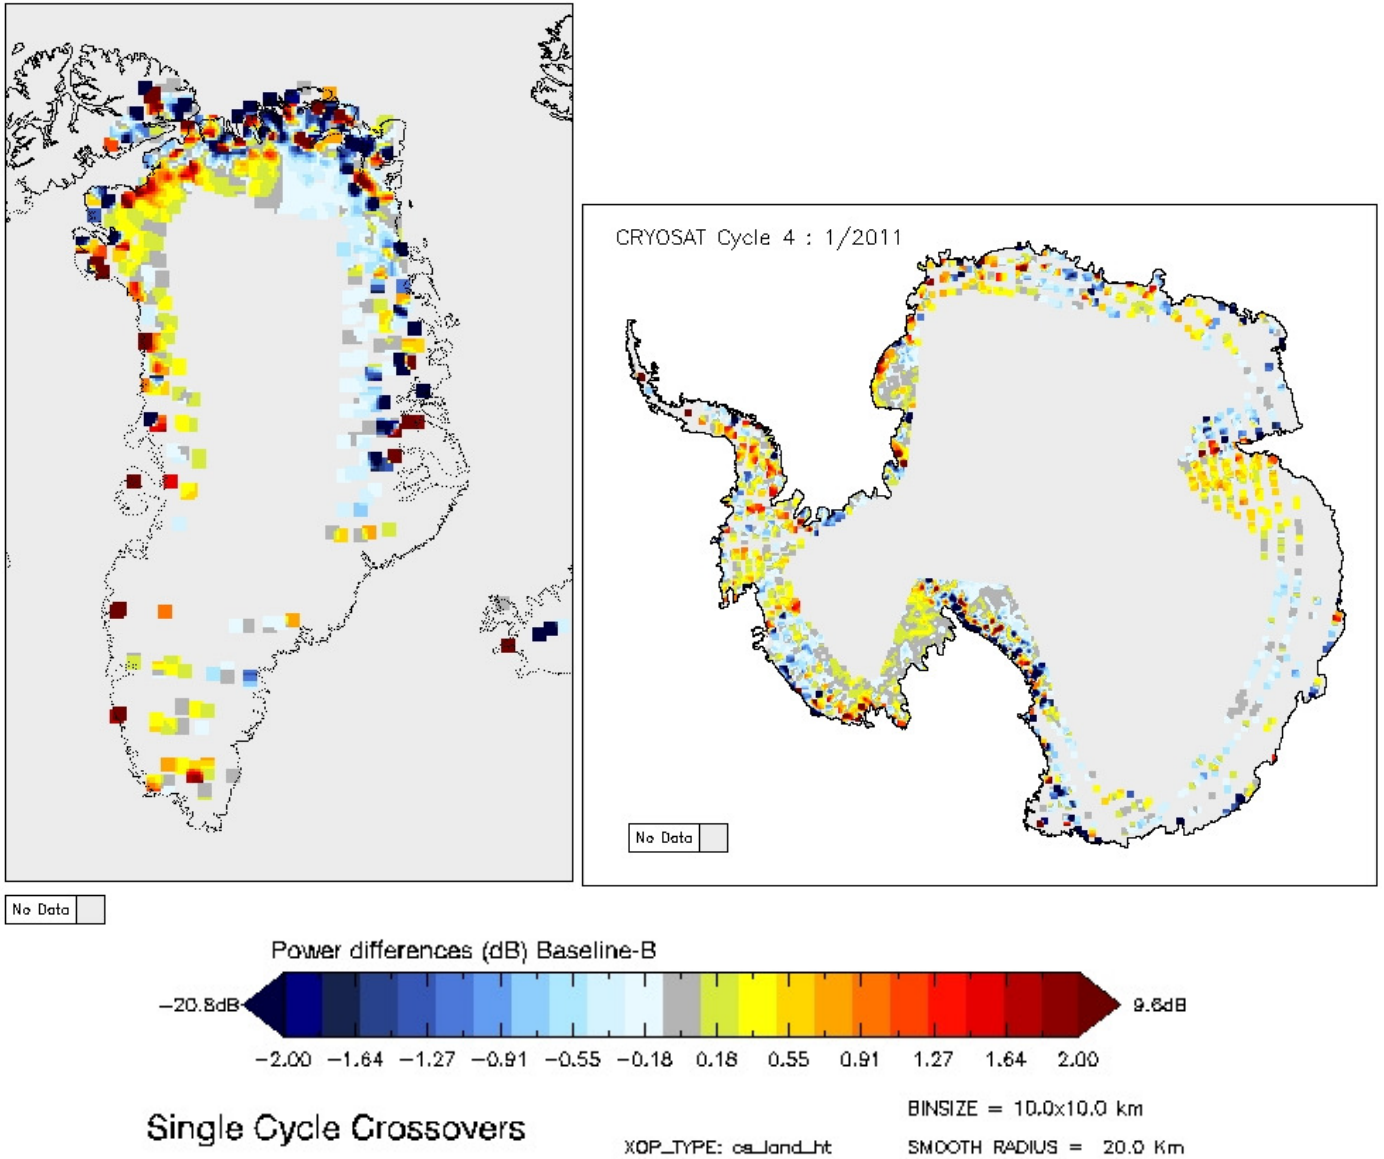 CRYOSAT Cycle 4 : 1/2011
No Data
No Data
Power differences (dB) Baseline-B
−20.8dB
9.6dB
−2.00 −1.64 −1.27 −0.91 −0.55 −0.18 0.18 0.55 0.91 1.27 1.64 2.00
BINSIZE = 10.0x10.0 km
Single Cycle Crossovers
XOP_TYPE: cs_land_ht
SMOOTH RADIUS = 20.0 Km